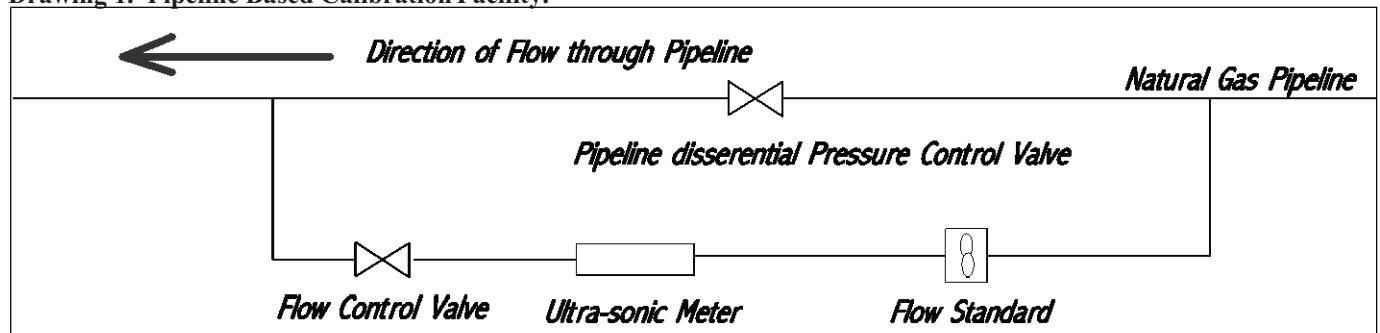 Drawing 1. Pipeline Based Calibration Facility.
Direction of Flow through Pipeline
Natural Gas Pipeline
Pipeline disserential Pressure Control Valve
Flow Control Valve
Ultra-sonic Meter
Flow Standard